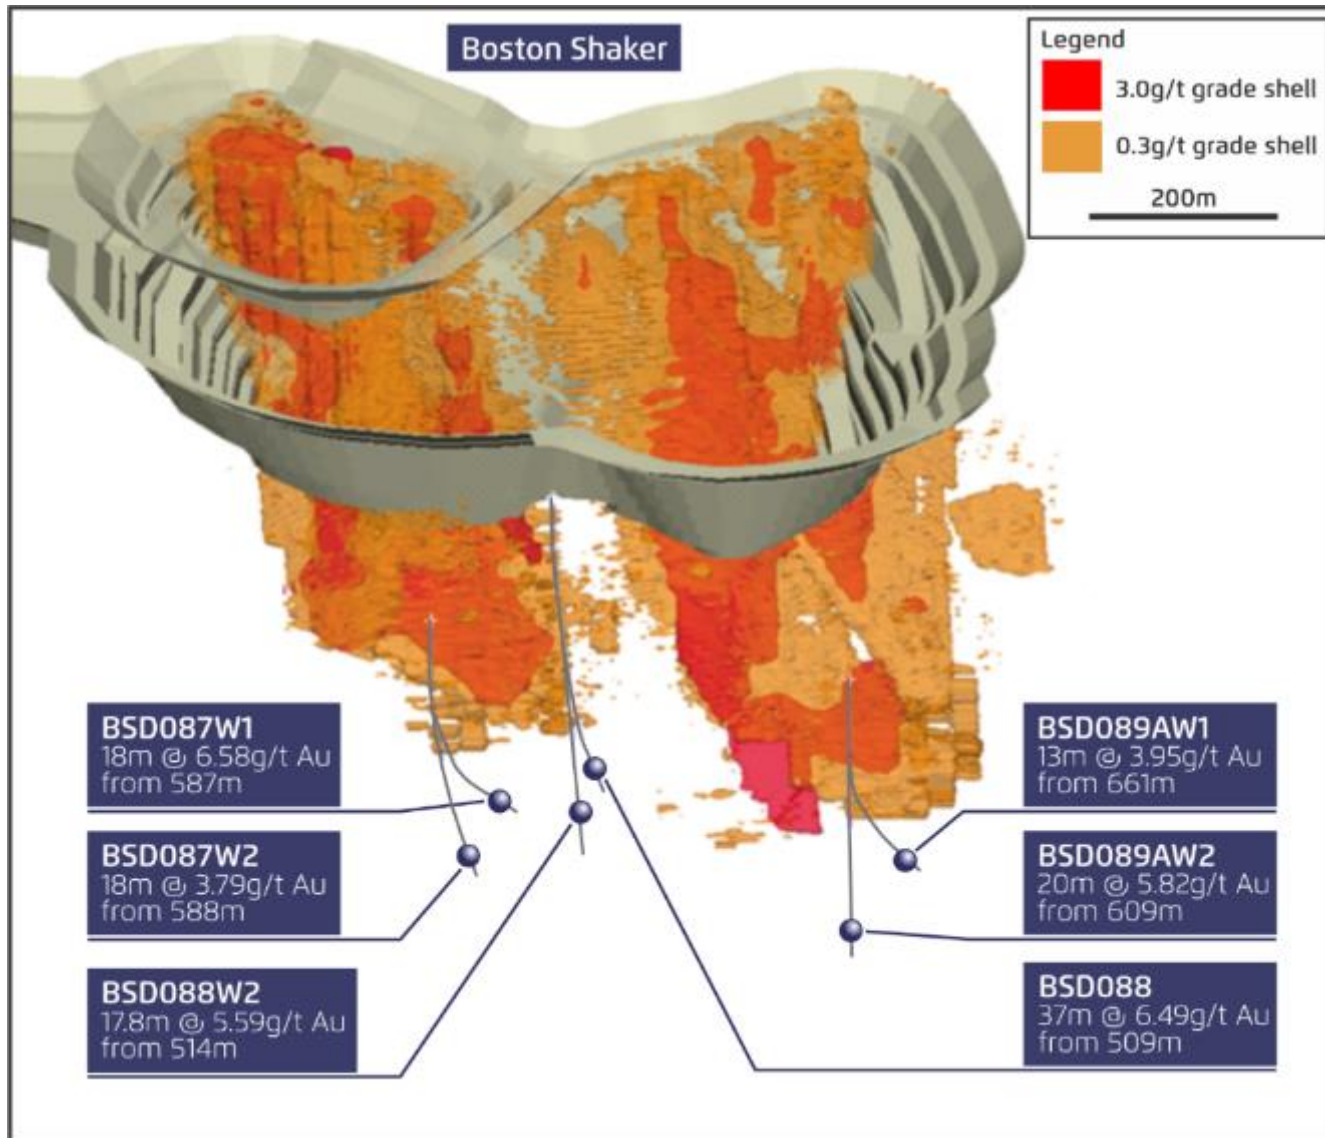 Boston Shaker
Legend
3.0g/t grade shell
0.3g/t grade shell
200m
BSD087W1
18m @ 6.58g/t Au
from 587m
BSD087W2
18m @ 3.79g/t Au
from 588m
BSD088W2
17.8m @ 5.59g/t Au
from 514m
BSD089AW1
13m @ 3.95g/t Au
from 661m
BSD089AW2
20m @ 5.82g/t Au
from 609m
BSD088
37m @ 6.49g/t Au
from 509m